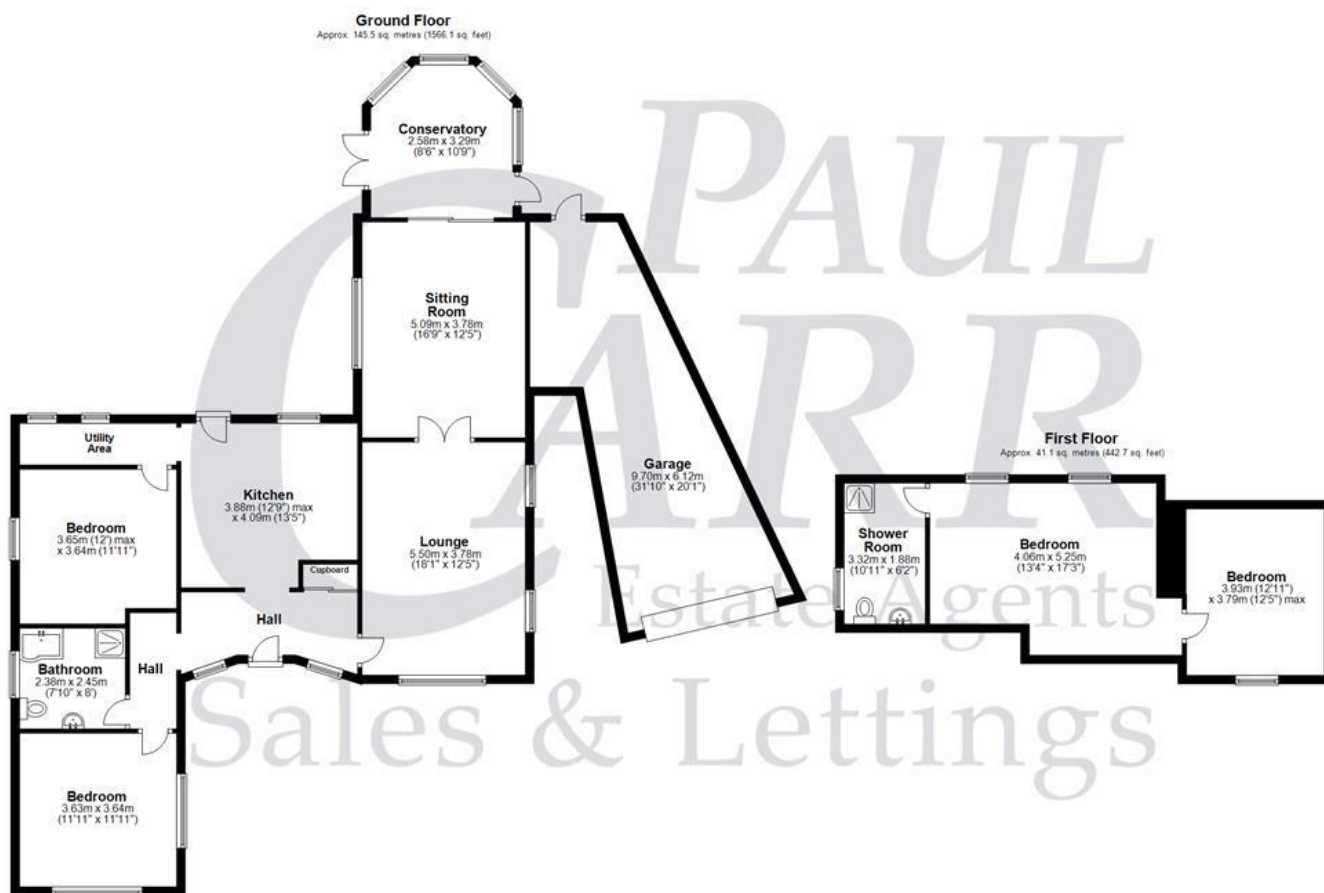 Ground Floor
Approx. 145.5 sq. metres (1566.1 sq. feet)
Conservatory
2.58m x 3.29m
(8'6" x 10'9")
PAUL
CARR
Estate Agents
Sales & Lettings
Sitting
Room
5.09m x 3.78m
(16'9" x 12'5")
Utility
Area
Kitchen
3.88m (12'9") max
x 4.09m (13'5")
Bedroom
3.65m (12') max
x 3.64m (11'11")
Lounge
5.50m x 3.78m
(18'1" x 12'5")
Garage
9.70m x 6.12m
(31'10" x 20'1")
Cupboard
Hall
Hall
Bathroom
2.38m x 2.45m
(7'10" x 8')
Bedroom
3.63m x 3.64m
(11'11" x 11'11")
First Floor
Approx. 41.1 sq. metres (442.7 sq. feet)
Shower
Room
3.32m x 1.88m
(10'11" x 6'2")
Bedroom
4.06m x 5.25m
(13'4" x 17'3")
Bedroom
3.93m (12'11")
x 3.79m (12'5") max